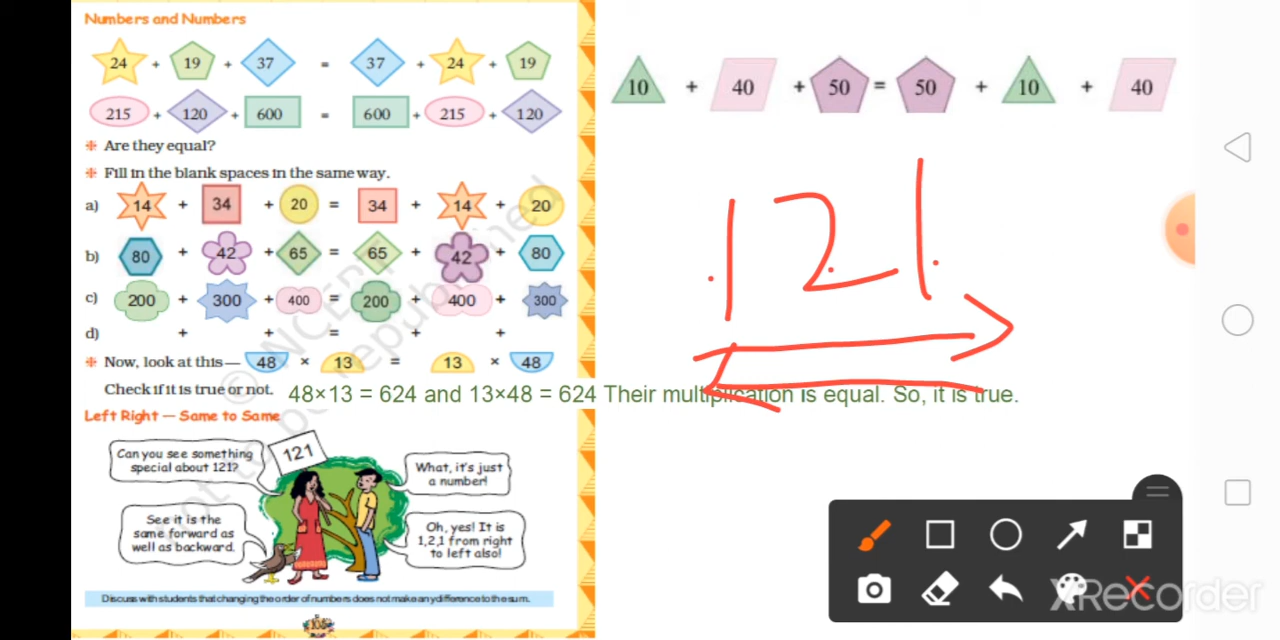 Numbers and Numbers
24 + 19 + 37 = 37 + 24 + 19
215 + 120 + 600 = 600 + 215 + 120
❉ Are they equal?
❉ Fill in the blank spaces in the same way.
a) 14 + 34 + 20 = 34 + 14 + 20
b) 80 + 42 + 65 = 65 + 42 + 80
c) 200 + 300 + 400 = 200 + 400 + 300
d) + + = + +
❉ Now, look at this— 48 × 13 = 13 × 48
Check if it is true or not. 48×13 = 624 and 13×48 = 624 Their multiplication is equal. So, it is true.
Left Right — Same to Same
Can you see something
special about 121?
121
What, it's just
a number!
See it is the
same forward as
well as backward.
Oh, yes! It is
1,2,1 from right
to left also!
Discuss with students that changing the order of numbers does not make any difference to the sum.
10 + 40 + 50 = 50 + 10 + 40
121
XRecorder